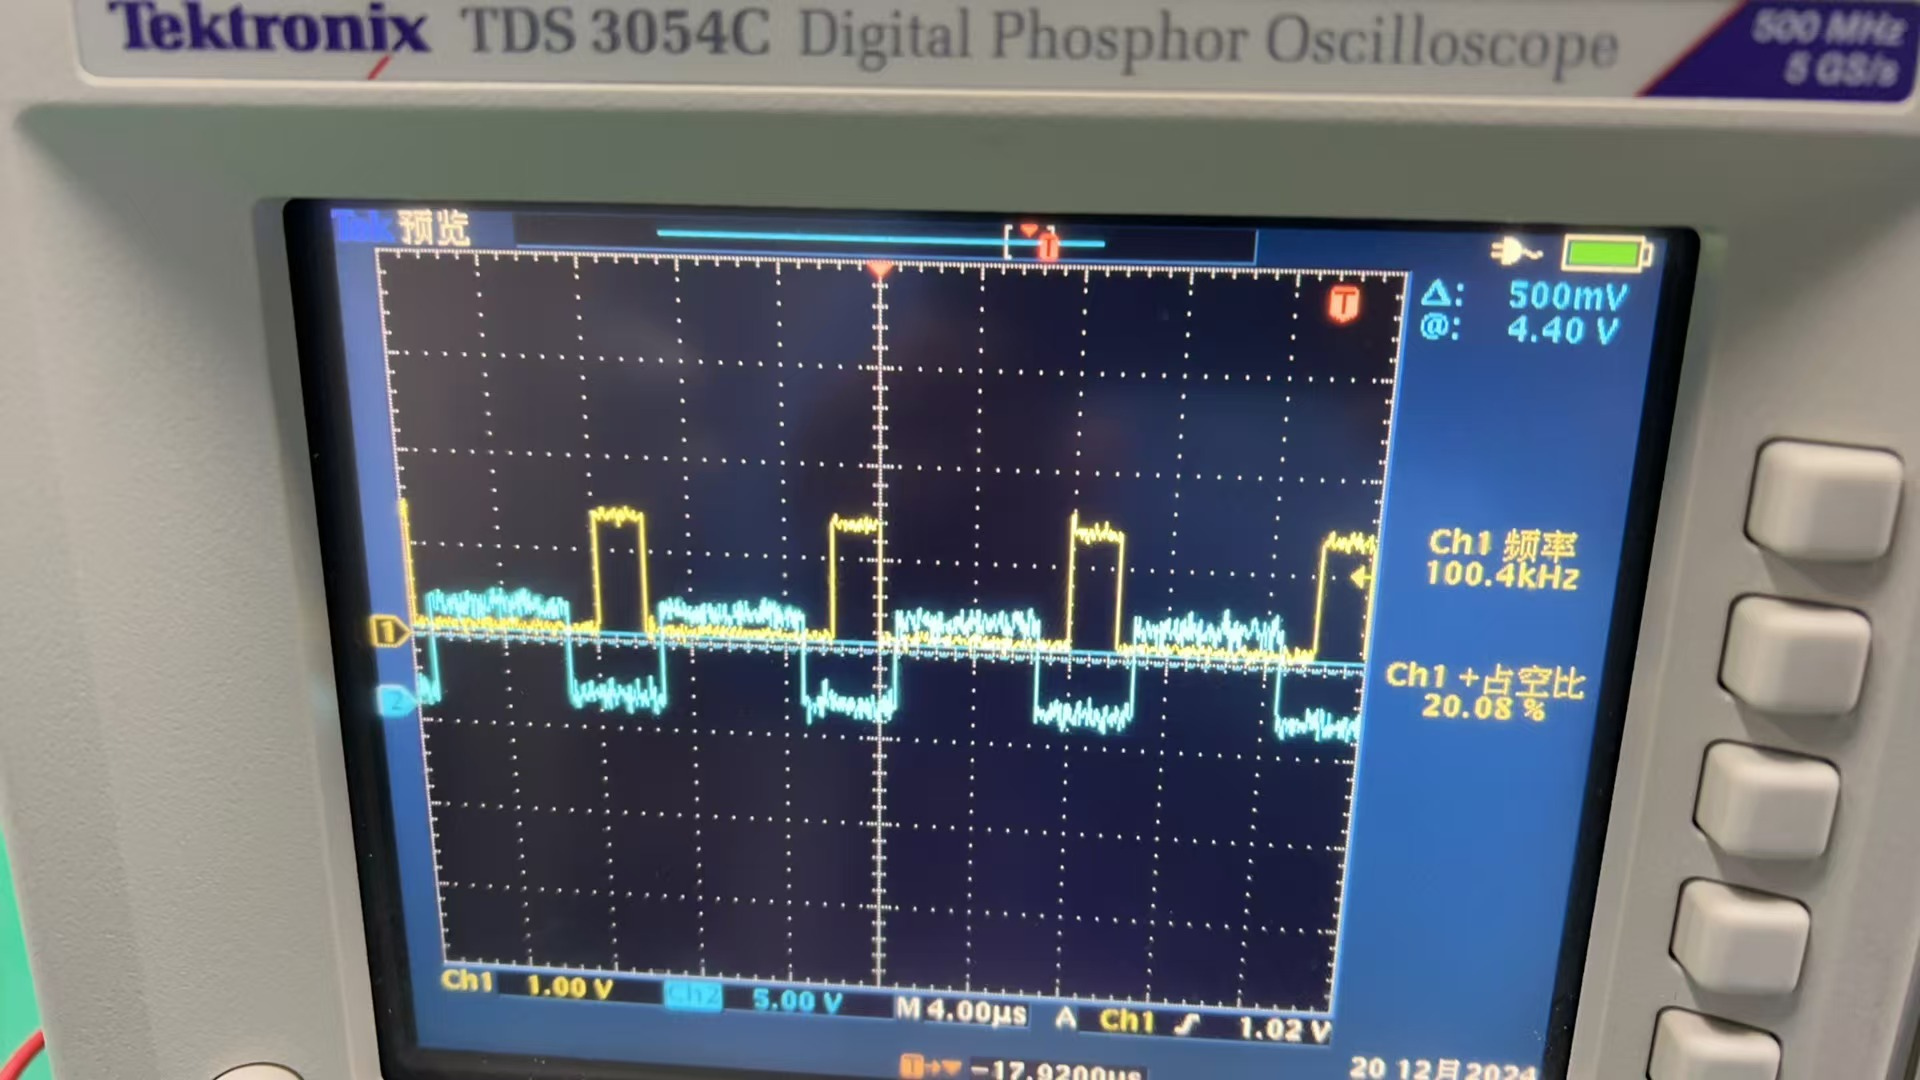 Tektronix TDS 3054C Digital Phosphor Oscilloscope
500 MHz
5 GS/s
Tek 预览
T
T
Δ: 500mV
@: 4.40 V
Ch1 频率
100.4kHz
1
Ch1 +占空比
20.08 %
2
Ch1 1.00 V Ch2 5.00 V M 4.00μs A Ch1 1.02 V
T -17.9200μs
20 12月 2024